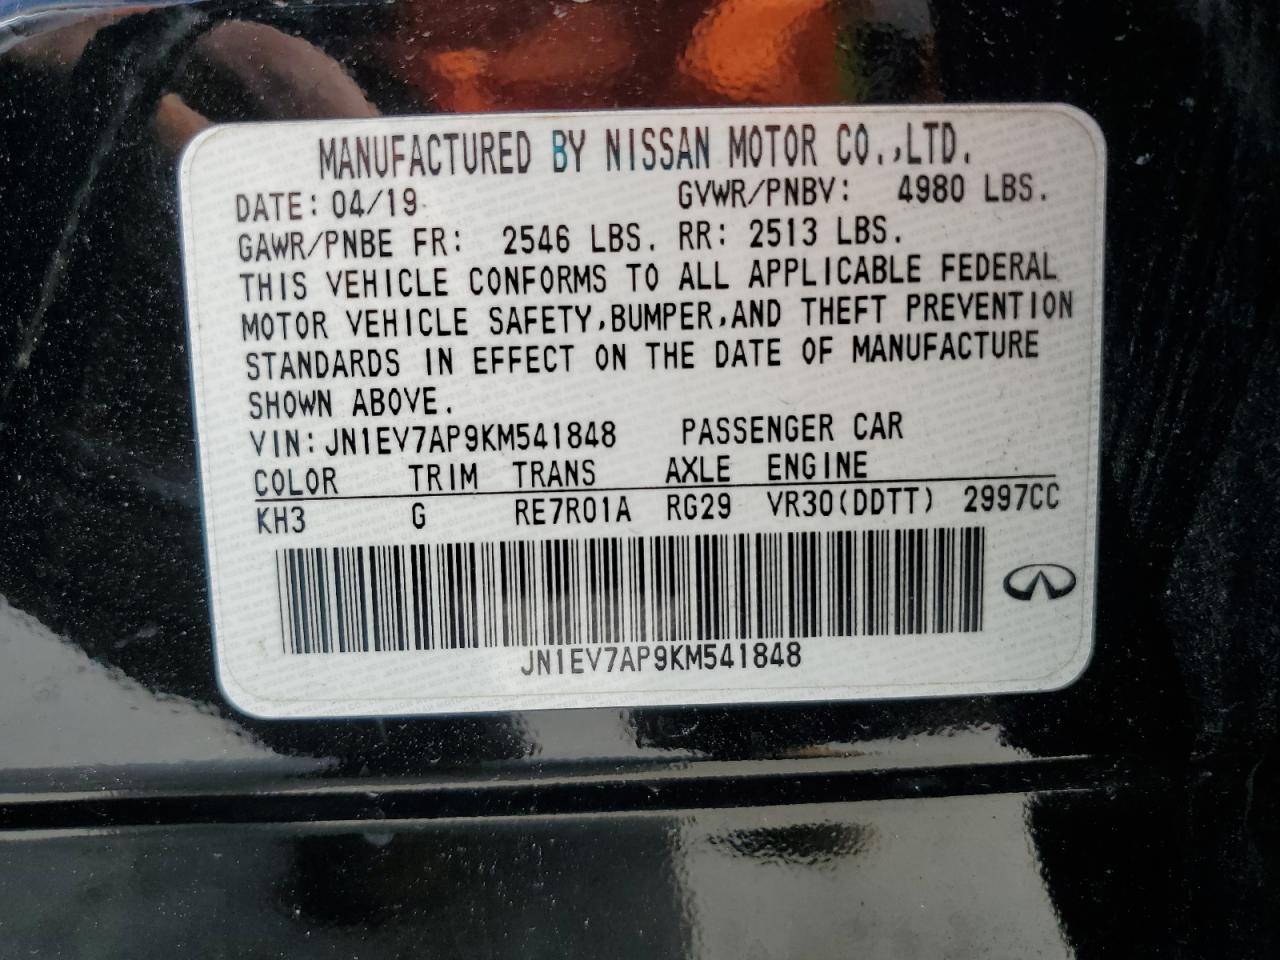 MANUFACTURED BY NISSAN MOTOR CO.,LTD.
DATE: 04/19 GVWR/PNBV: 4980 LBS.
GAWR/PNBE FR: 2546 LBS. RR: 2513 LBS.
THIS VEHICLE CONFORMS TO ALL APPLICABLE FEDERAL
MOTOR VEHICLE SAFETY,BUMPER,AND THEFT PREVENTION
STANDARDS IN EFFECT ON THE DATE OF MANUFACTURE
SHOWN ABOVE.
VIN:JN1EV7AP9KM541848 PASSENGER CAR
COLOR TRIM TRANS AXLE ENGINE
KH3 G RE7R01A RG29 VR30(DDTT) 2997CC
JN1EV7AP9KM541848